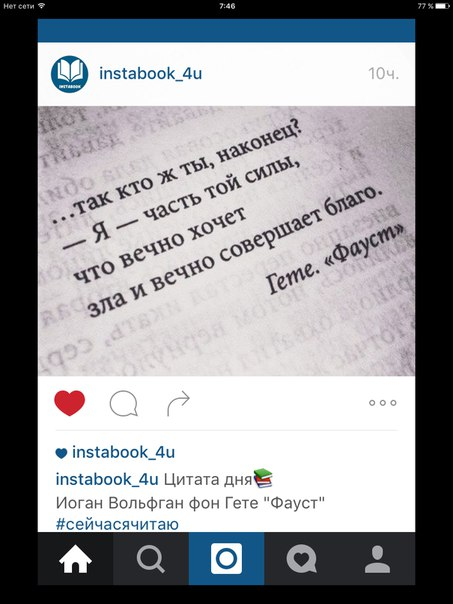 Нет сети
7:46
77 %
INSTABOOK
instabook_4u
10ч.
...так кто ж ты, наконец?
— Я — часть той силы,
что вечно хочет
зла и вечно совершает благо.
Гете. «Фауст»
instabook_4u
instabook_4u Цитата дня
Иоган Вольфган фон Гете "Фауст"
#сейчасячитаю